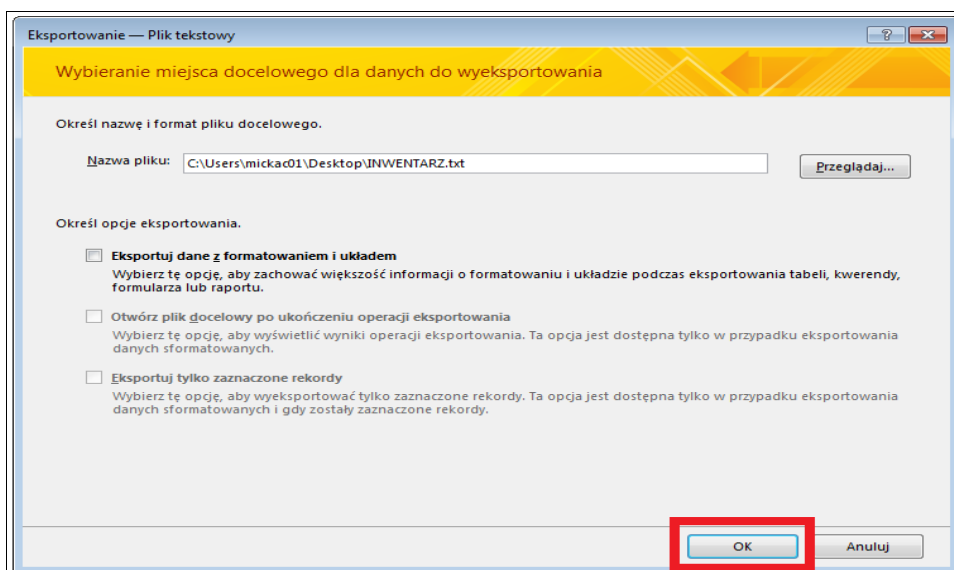 Eksportowanie — Plik tekstowy
Wybieranie miejsca docelowego dla danych do wyeksportowania
Określ nazwę i format pliku docelowego.
Nazwa pliku: C:\Users\mickac01\Desktop\INWENTARZ.txt Przeglądaj...
Określ opcje eksportowania.
Eksportuj dane z formatowaniem i układem
Wybierz tę opcję, aby zachować większość informacji o formatowaniu i układzie podczas eksportowania tabeli, kwerendy,
formularza lub raportu.
Otwórz plik docelowy po ukończeniu operacji eksportowania
Wybierz tę opcję, aby wyświetlić wyniki operacji eksportowania. Ta opcja jest dostępna tylko w przypadku eksportowania
danych sformatowanych.
Eksportuj tylko zaznaczone rekordy
Wybierz tę opcję, aby wyeksportować tylko zaznaczone rekordy. Ta opcja jest dostępna tylko w przypadku eksportowania
danych sformatowanych i gdy zostały zaznaczone rekordy.
OK Anuluj